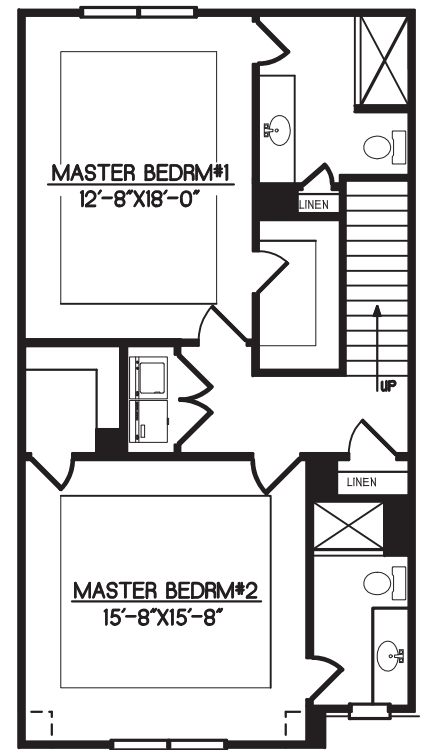 MASTER BEDRM#1
12'-8"X18'-0"
LINEN
UP
LINEN
MASTER BEDRM#2
15'-8"X15'-8"